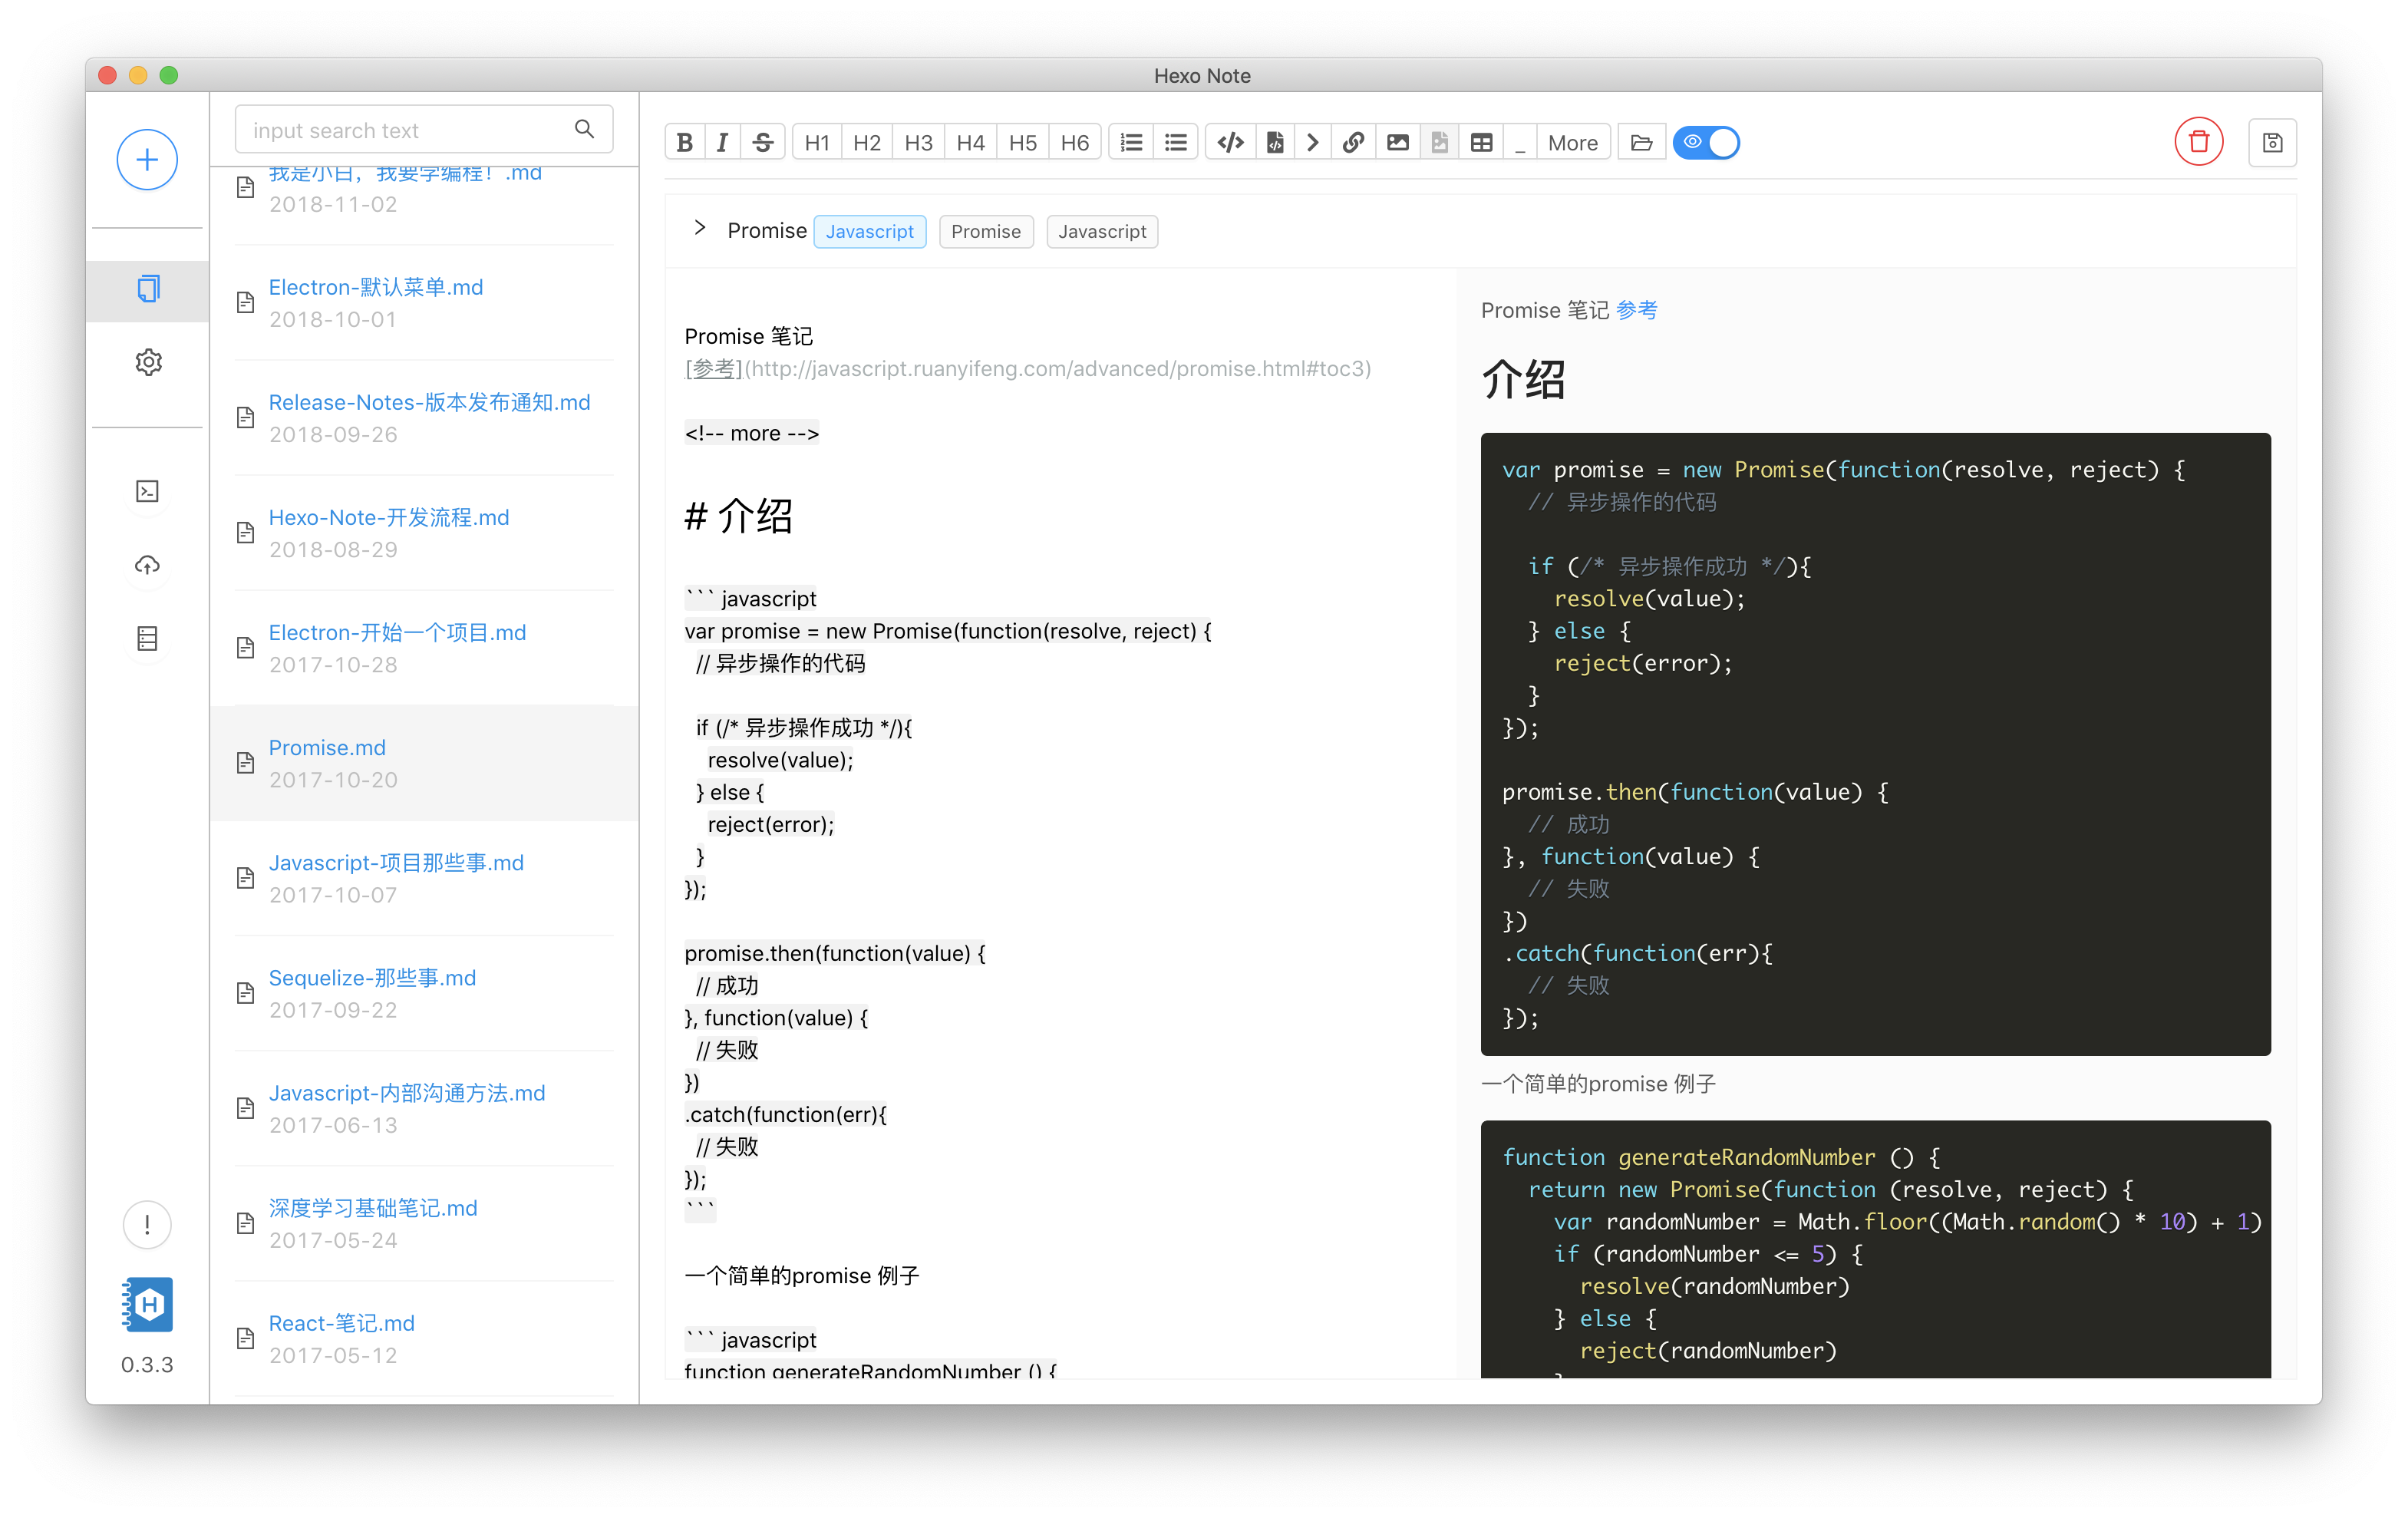 Hexo Note
input search text
我是小白，我要学编程！.md
2018-11-02
Electron-默认菜单.md
2018-10-01
Release-Notes-版本发布通知.md
2018-09-26
Hexo-Note-开发流程.md
2018-08-29
Electron-开始一个项目.md
2017-10-28
Promise.md
2017-10-20
Javascript-项目那些事.md
2017-10-07
Sequelize-那些事.md
2017-09-22
Javascript-内部沟通方法.md
2017-06-13
深度学习基础笔记.md
2017-05-24
React-笔记.md
2017-05-12
0.3.3
B I S H1 H2 H3 H4 H5 H6 _ More
Promise Javascript Promise Javascript
Promise 笔记
[参考](http://javascript.ruanyifeng.com/advanced/promise.html#toc3)
<!-- more -->
# 介绍
``` javascript
var promise = new Promise(function(resolve, reject) {
// 异步操作的代码
if (/* 异步操作成功 */){
resolve(value);
} else {
reject(error);
}
});
promise.then(function(value) {
// 成功
}, function(value) {
// 失败
})
.catch(function(err){
// 失败
});
```
一个简单的promise 例子
``` javascript
function generateRandomNumber () {
Promise 笔记 参考
介绍
var promise = new Promise(function(resolve, reject) {
// 异步操作的代码
if (/* 异步操作成功 */){
resolve(value);
} else {
reject(error);
}
});
promise.then(function(value) {
// 成功
}, function(value) {
// 失败
})
.catch(function(err){
// 失败
});
一个简单的promise 例子
function generateRandomNumber () {
return new Promise(function (resolve, reject) {
var randomNumber = Math.floor((Math.random() * 10) + 1)
if (randomNumber <= 5) {
resolve(randomNumber)
} else {
reject(randomNumber)
}